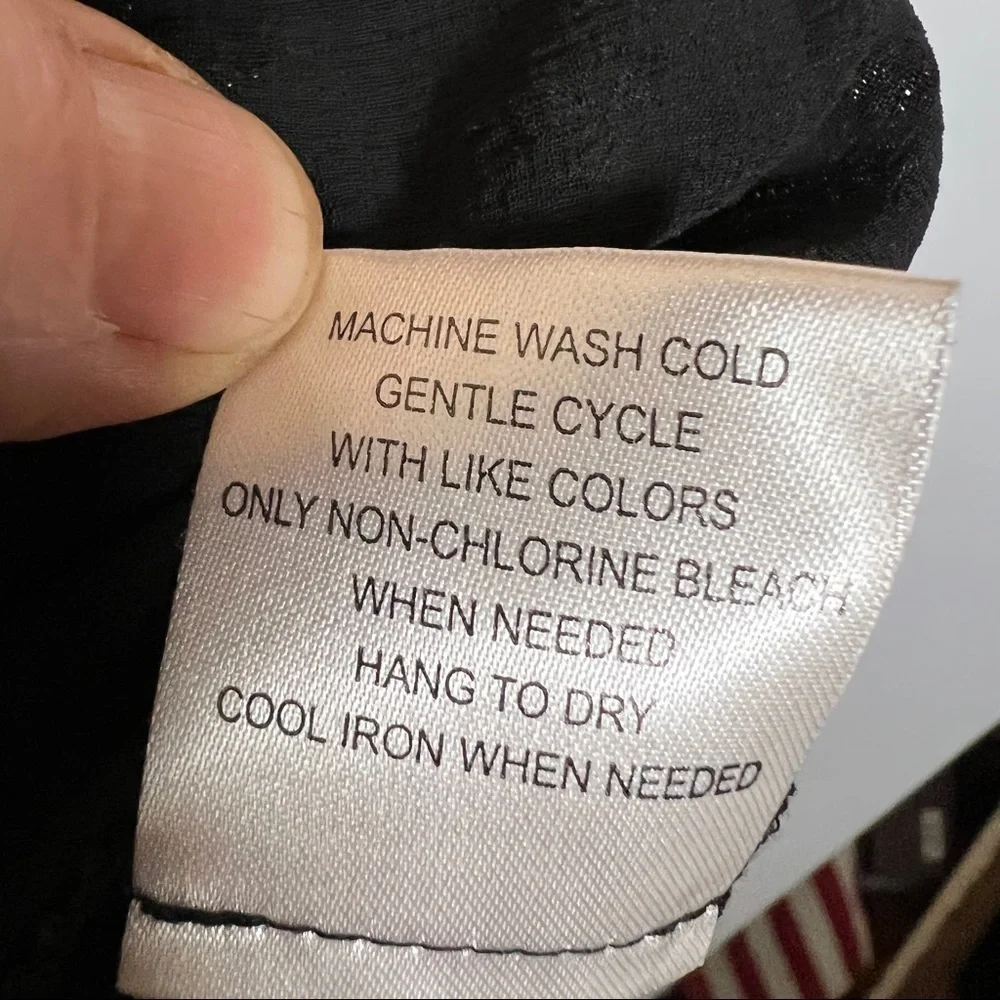 MACHINE WASH COLD
GENTLE CYCLE
WITH LIKE COLORS
ONLY NON-CHLORINE BLEACH
WHEN NEEDED
HANG TO DRY
COOL IRON WHEN NEEDED